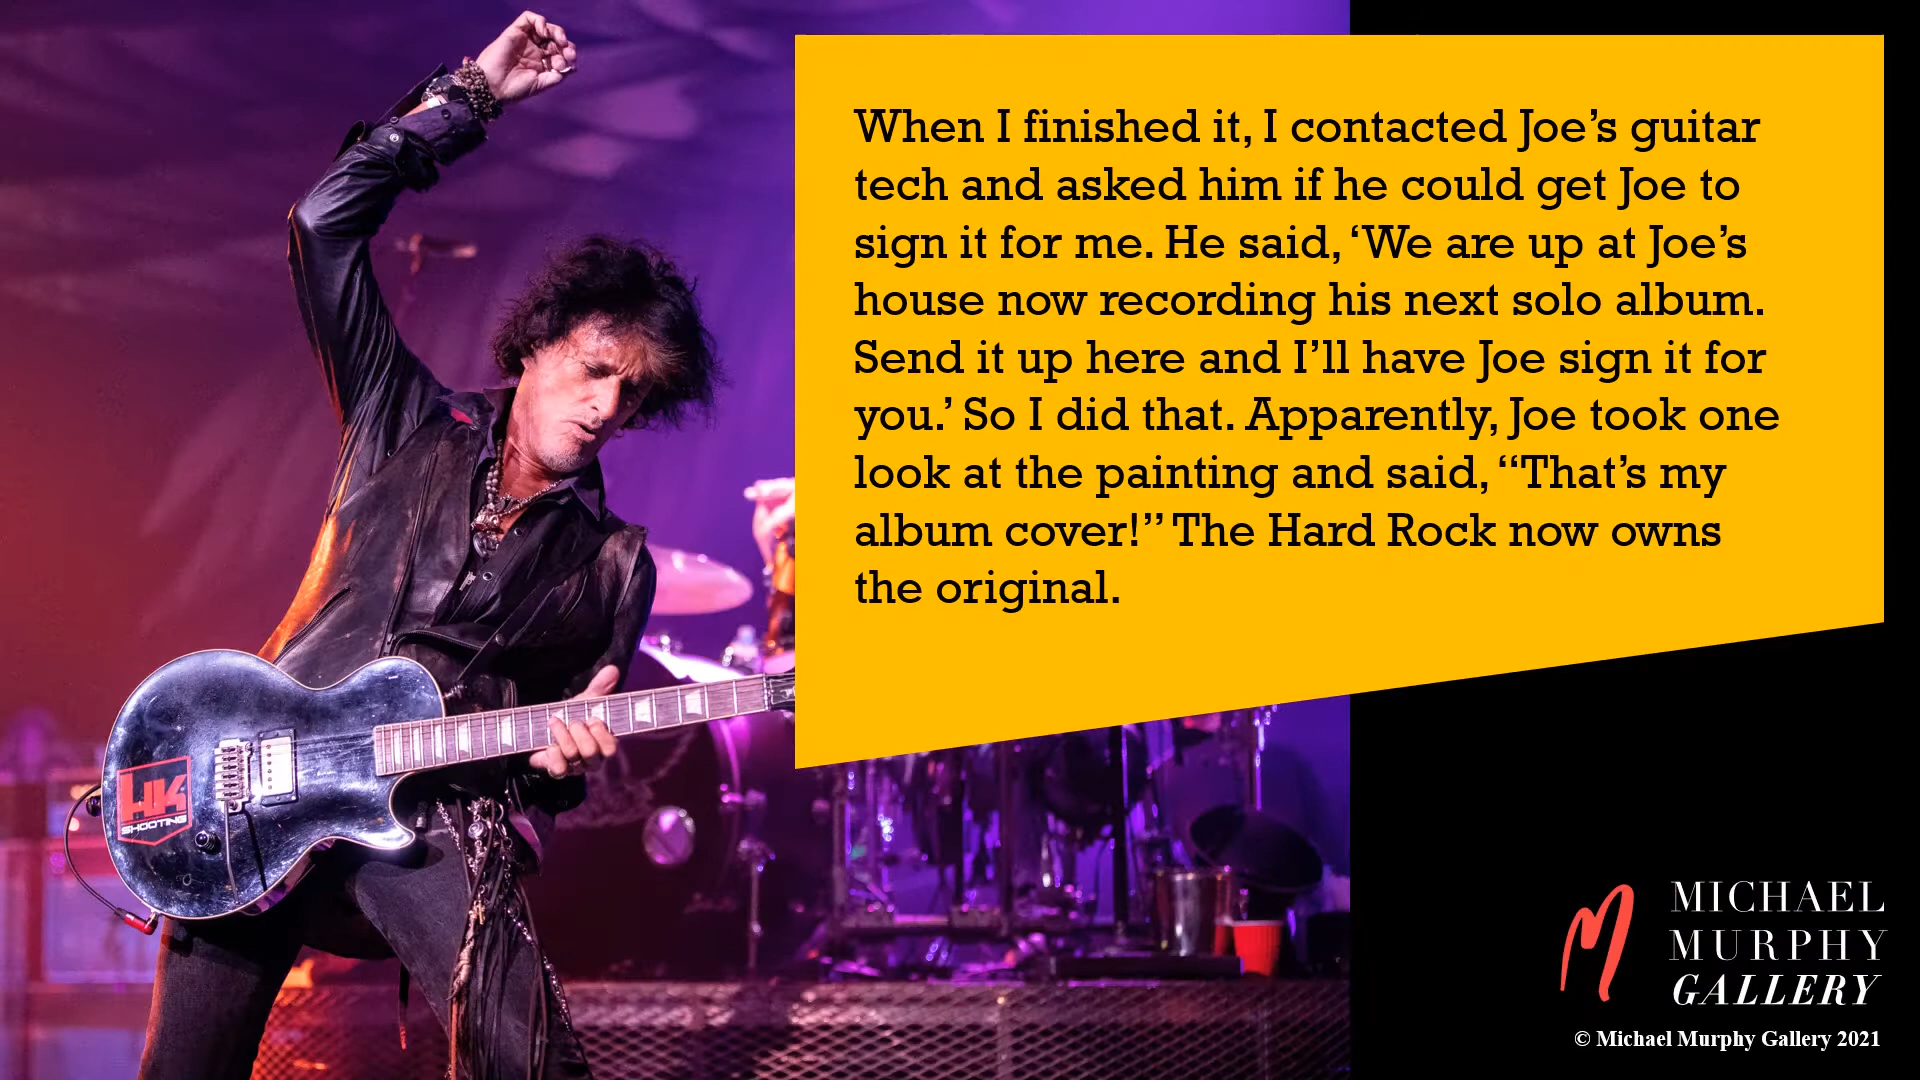 When I finished it, I contacted Joe’s guitar
tech and asked him if he could get Joe to
sign it for me. He said, ‘We are up at Joe’s
house now recording his next solo album.
Send it up here and I’ll have Joe sign it for
you.’ So I did that. Apparently, Joe took one
look at the painting and said, “That’s my
album cover!” The Hard Rock now owns
the original.
HK
SHOOTING
MICHAEL
MURPHY
GALLERY
© Michael Murphy Gallery 2021